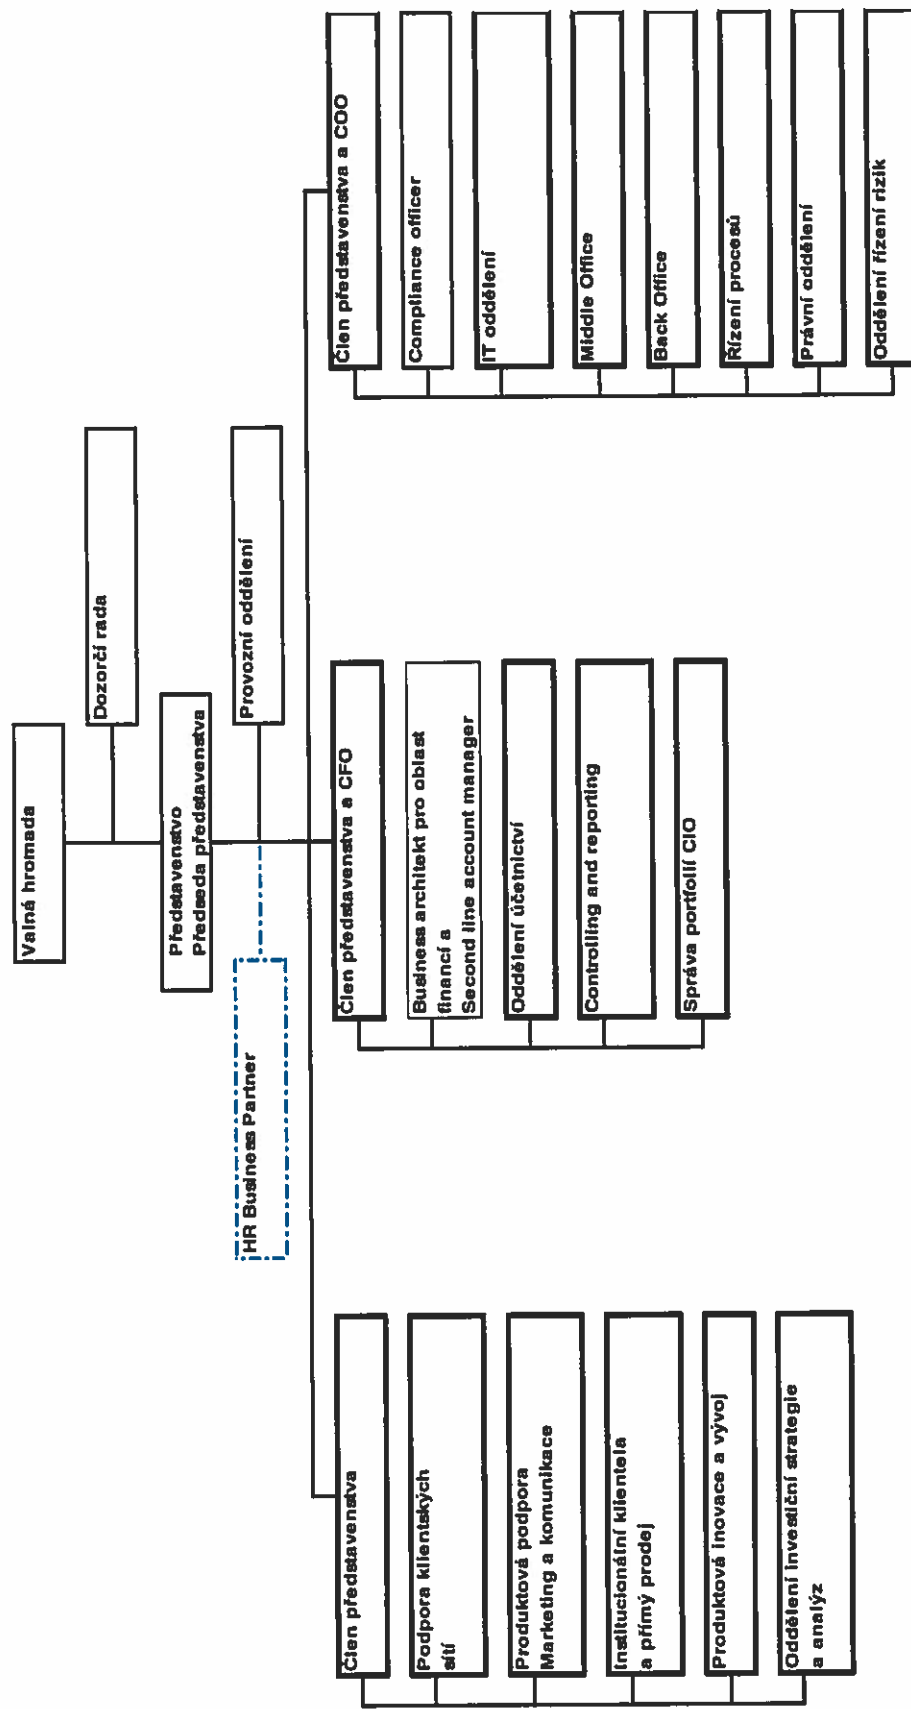 Valná hromada
Dozorčí rada
Představenstvo
Předseda představenstva
HR Business Partner
Provozní oddělení
Člen představenstva
Podpora klientských
sítí
Produktová podpora
Marketing a komunikace
Institucionální klientela
a přímý prodej
Produktová inovace a vývoj
Oddělení investiční strategie
a analýz
Člen představenstva a CFO
Business architekt pro oblast
financí a
Second line account manager
Oddělení účetnictví
Controlling and reporting
Správa portfolií CIO
Člen představenstva a COO
Compliance officer
IT oddělení
Middle Office
Back Office
Řízení procesů
Právní oddělení
Oddělení řízení rizik